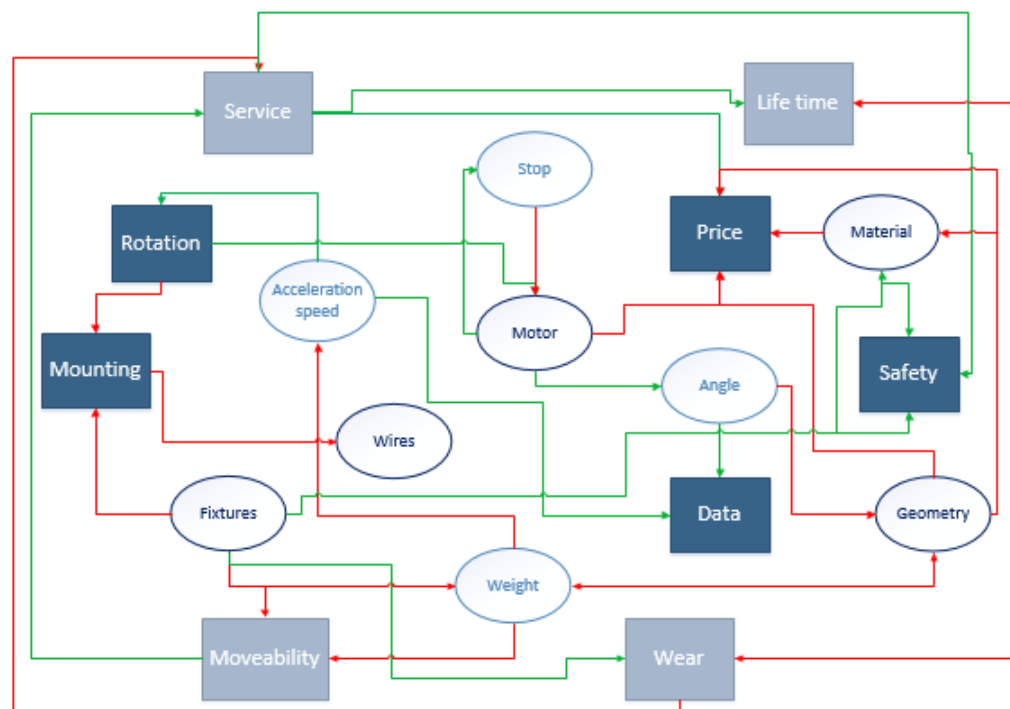 Service
Life time
Stop
Rotation
Price
Material
Acceleration
speed
Motor
Mounting
Angle
Safety
Wires
Fixtures
Data
Geometry
Weight
Moveability
Wear